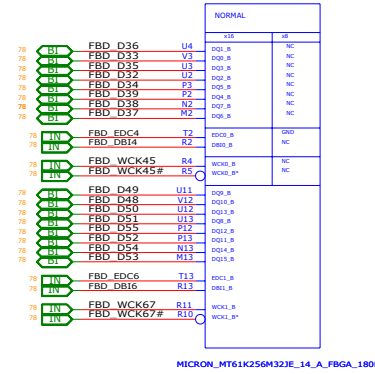 NORMAL
x16 x8
78 BI FBD_D36 U4 DQ1_B NC
78 BI FBD_D33 V3 DQ0_B NC
78 BI FBD_D35 U3 DQ3_B NC
78 BI FBD_D32 U2 DQ2_B NC
78 BI FBD_D34 P3 DQ5_B NC
78 BI FBD_D39 P2 DQ4_B NC
78 BI FBD_D38 N2 DQ7_B NC
78 BI FBD_D37 M2 DQ6_B NC
78 IN FBD_EDC4 T2 EDC0_B GND
78 IN FBD_DBI4 R2 DBI0_B NC
78 IN FBD_WCK45 R4 WCK0_B NC
78 IN FBD_WCK45# R5 WCK0_B* NC
78 BI FBD_D49 U11 DQ9_B
78 BI FBD_D48 V12 DQ10_B
78 BI FBD_D50 U12 DQ13_B
78 BI FBD_D51 U13 DQ8_B
78 BI FBD_D55 P12 DQ12_B
78 BI FBD_D52 P13 DQ11_B
78 BI FBD_D54 N13 DQ14_B
78 BI FBD_D53 M13 DQ15_B
78 IN FBD_EDC6 T13 EDC1_B
78 IN FBD_DBI6 R13 DBI1_B
78 IN FBD_WCK67 R11 WCK1_B
78 IN FBD_WCK67# R10 WCK1_B*
MICRON_MT61K256M32JE_14_A_FBGA_180